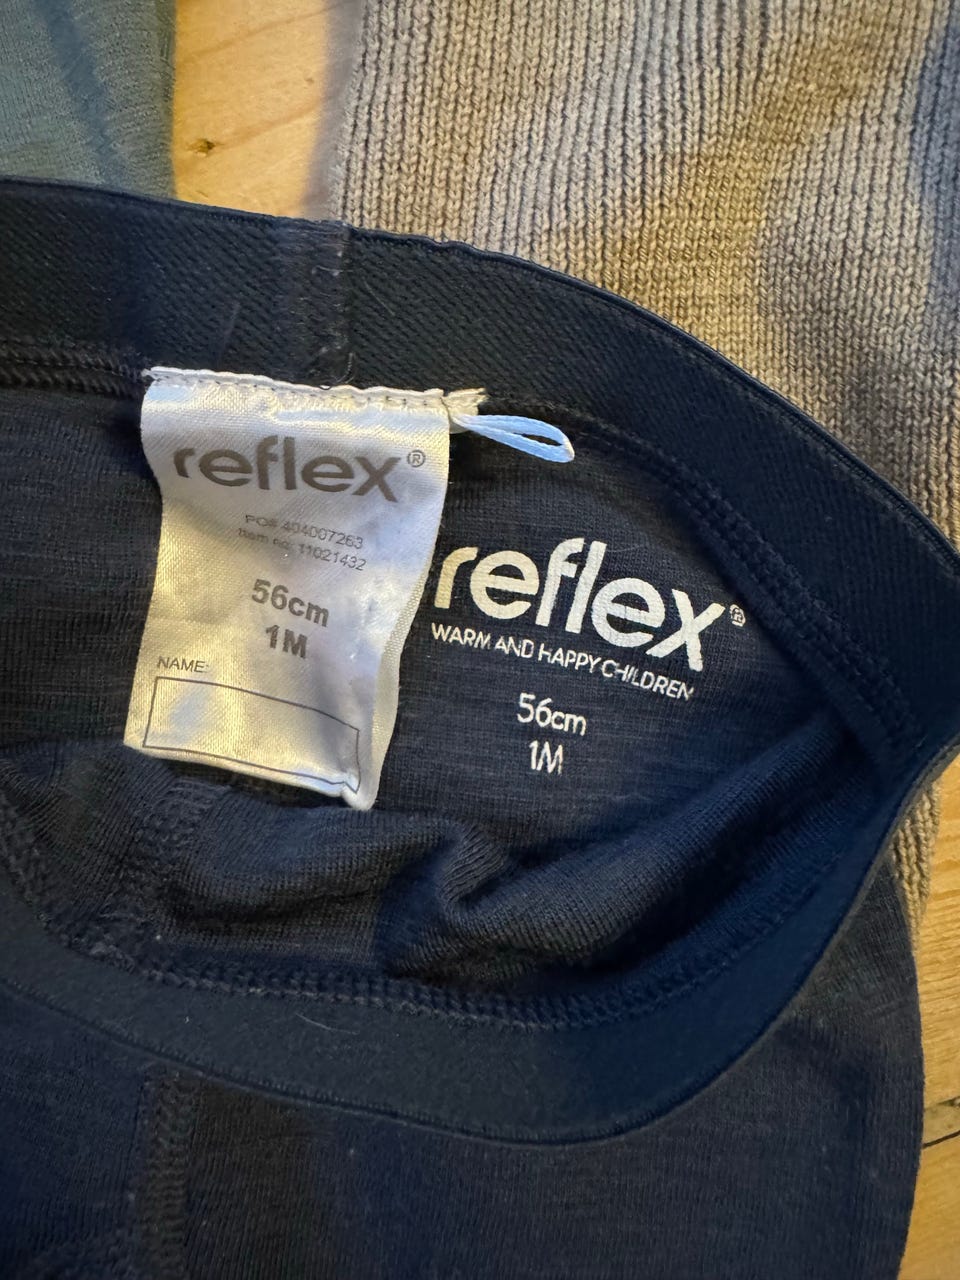 reflex®
PO# 404007263
Item no: 11021432
56cm
1M
NAME:
reflex®
WARM AND HAPPY CHILDREN
56cm
1M